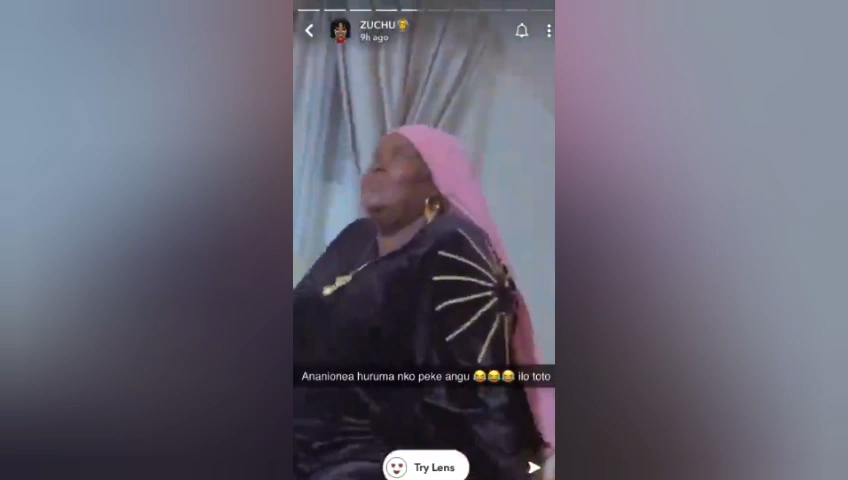 ZUCHU
9h ago
Ananionea huruma nko peke angu 😂😂😂 ilo toto
Try Lens